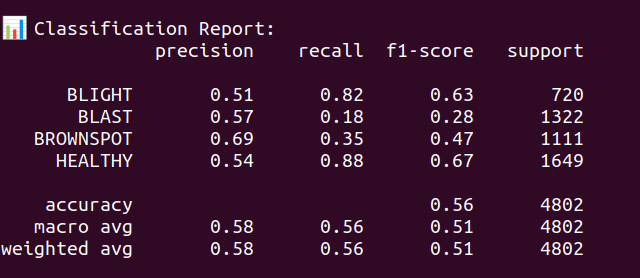 📊 Classification Report:
precision recall f1-score support
BLIGHT 0.51 0.82 0.63 720
BLAST 0.57 0.18 0.28 1322
BROWNSPOT 0.69 0.35 0.47 1111
HEALTHY 0.54 0.88 0.67 1649
accuracy 0.56 4802
macro avg 0.58 0.56 0.51 4802
weighted avg 0.58 0.56 0.51 4802